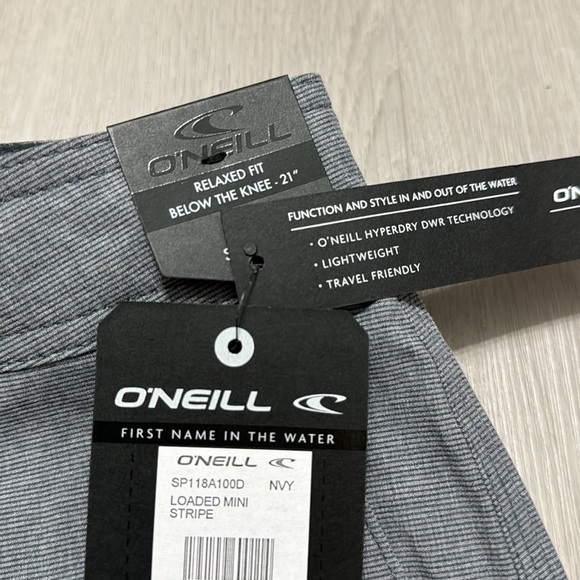 O'NEILL
RELAXED FIT
BELOW THE KNEE - 21"
FUNCTION AND STYLE IN AND OUT OF THE WATER
• O'NEILL HYPERDRY DWR TECHNOLOGY
• LIGHTWEIGHT
• TRAVEL FRIENDLY
O'NEILL
FIRST NAME IN THE WATER
O'NEILL
SP118A100D NVY
LOADED MINI
STRIPE